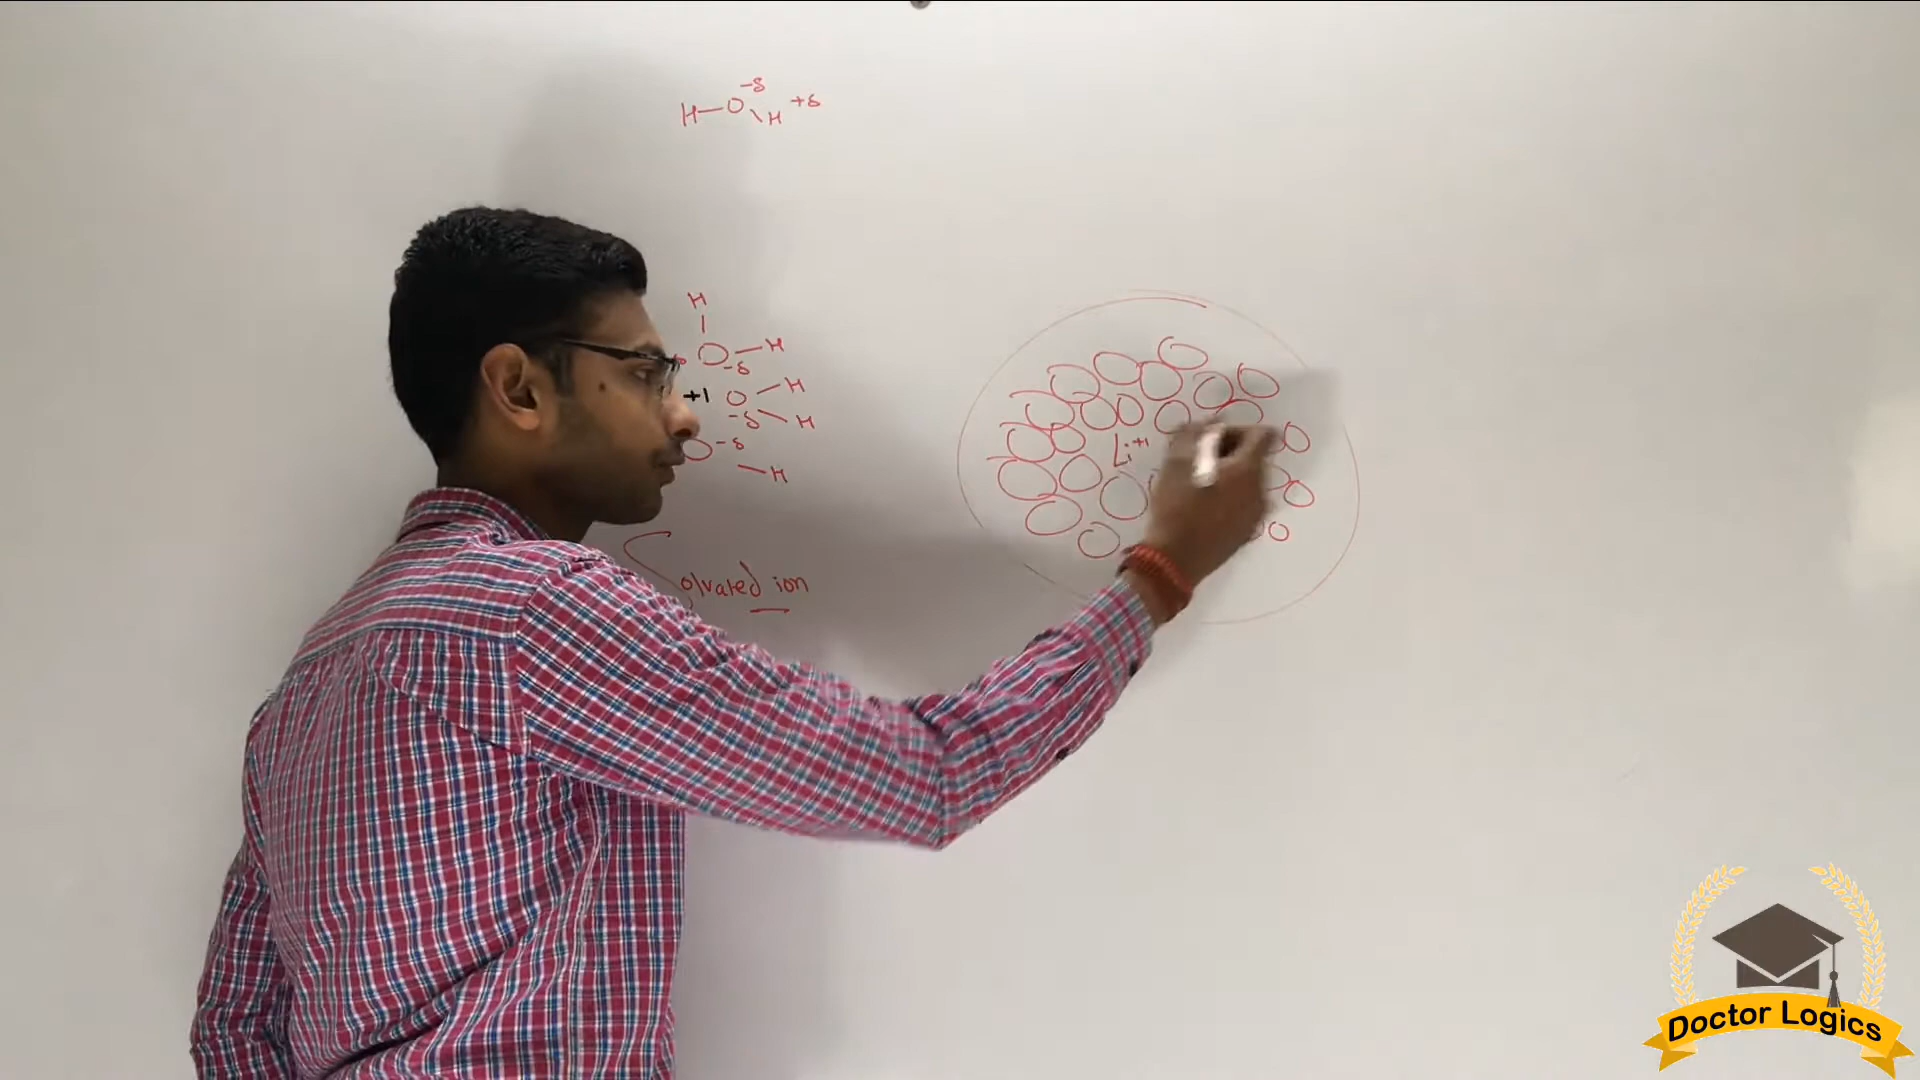 -δ
H-O +δ
H
H
O-H
-δ
H
+1 O
-δ H
O -δ
H
Li+1
Solvated ion
Doctor Logics